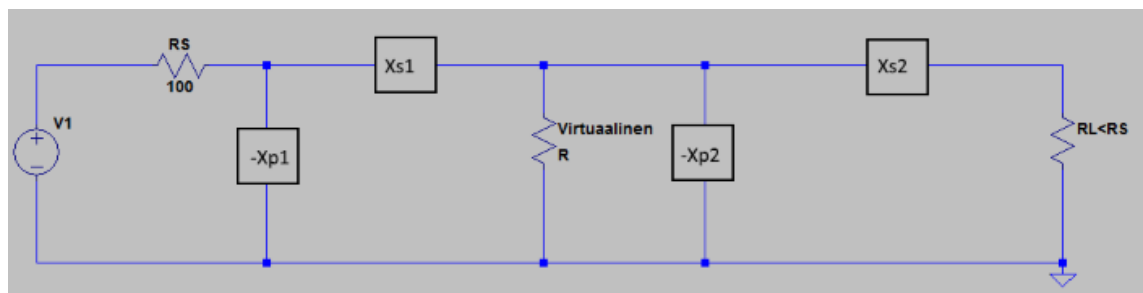 RS
100
Xs1
Xs2
V1
-Xp1
Virtuaalinen
R
-Xp2
RL<RS